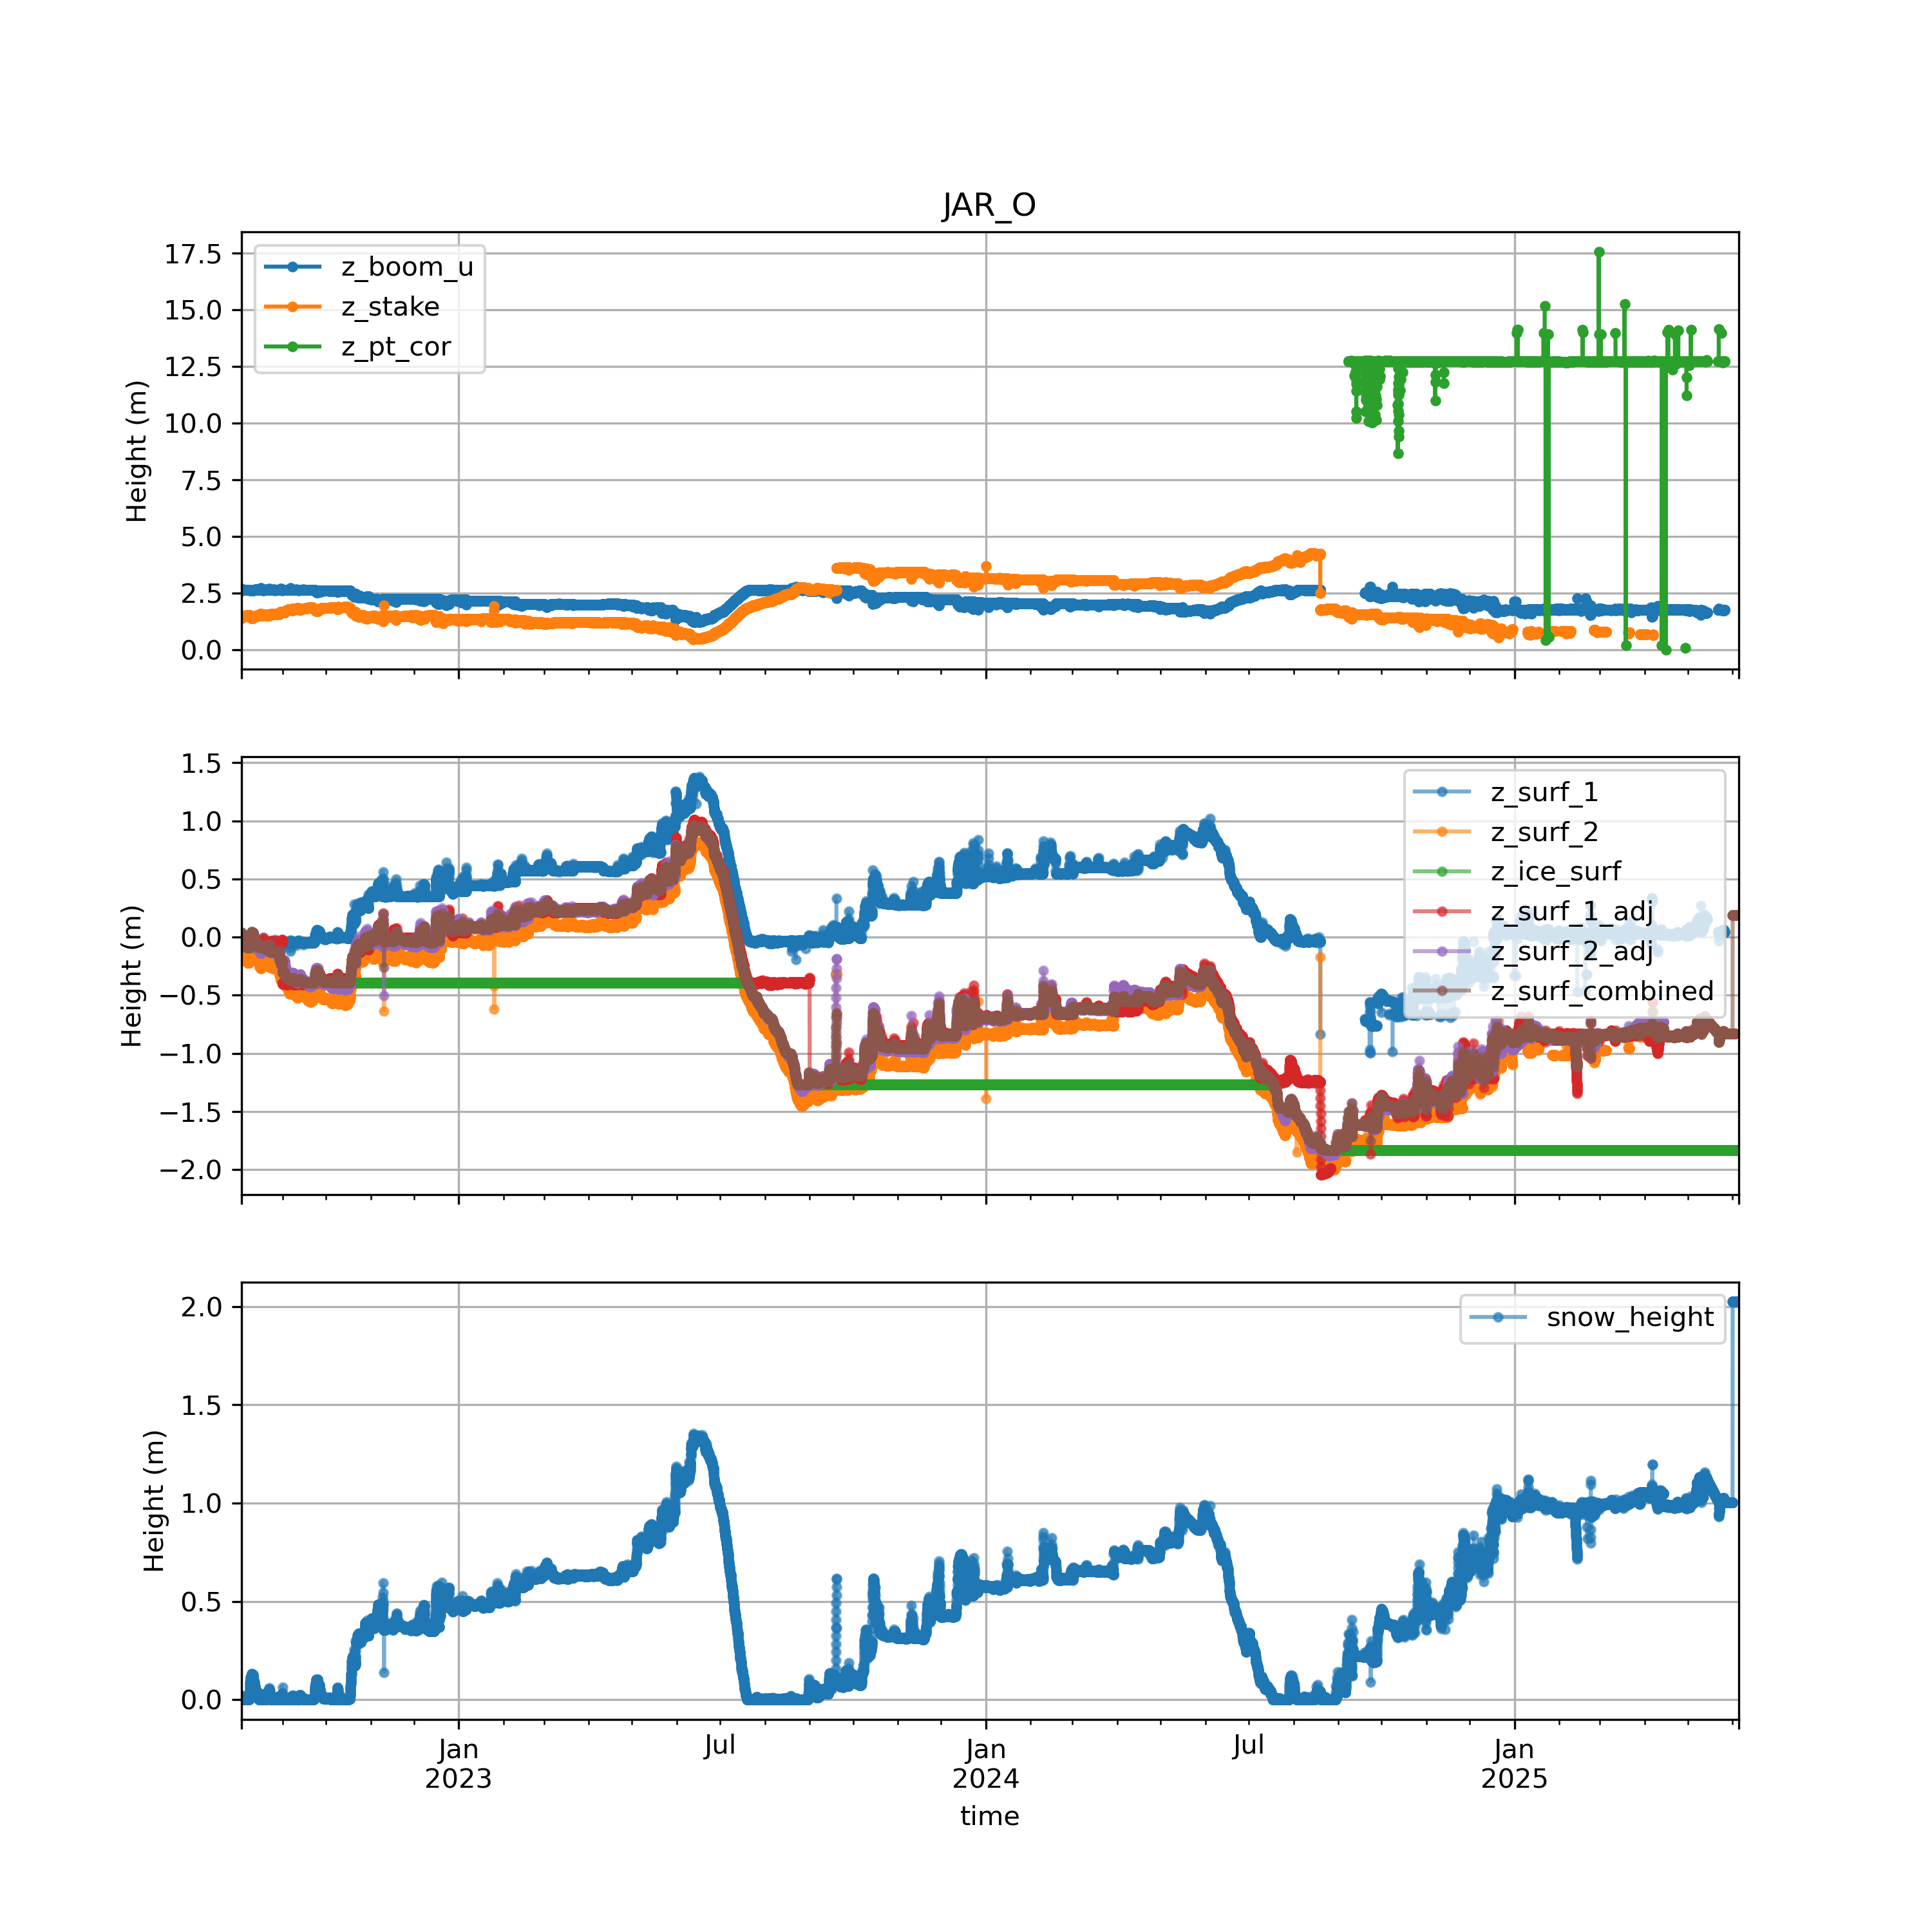 JAR_O
17.5
15.0
12.5
10.0
7.5
5.0
2.5
0.0
Height (m)
z_boom_u
z_stake
z_pt_cor
1.5
1.0
0.5
0.0
−0.5
−1.0
−1.5
−2.0
Height (m)
z_surf_1
z_surf_2
z_ice_surf
z_surf_1_adj
z_surf_2_adj
z_surf_combined
2.0
1.5
1.0
0.5
0.0
Height (m)
snow_height
Jan Jul Jan Jul Jan
2023 2024 2025
time